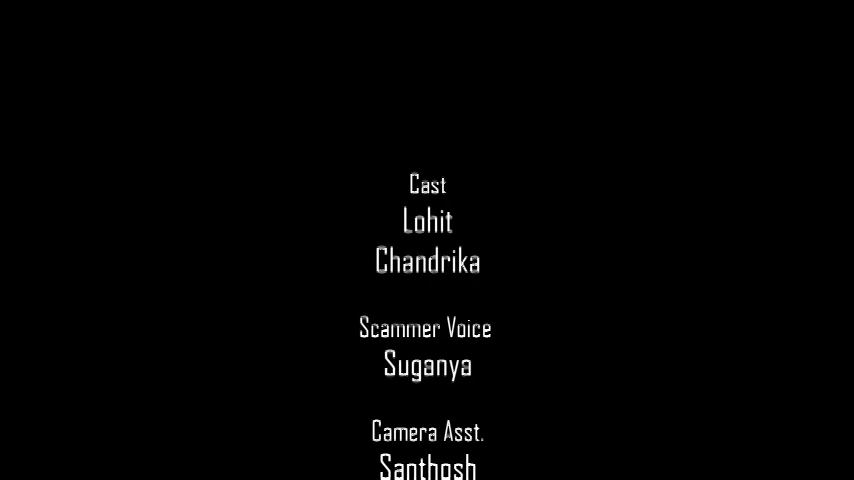 Cast
Lohit
Chandrika
Scammer Voice
Suganya
Camera Asst.
Santhosh